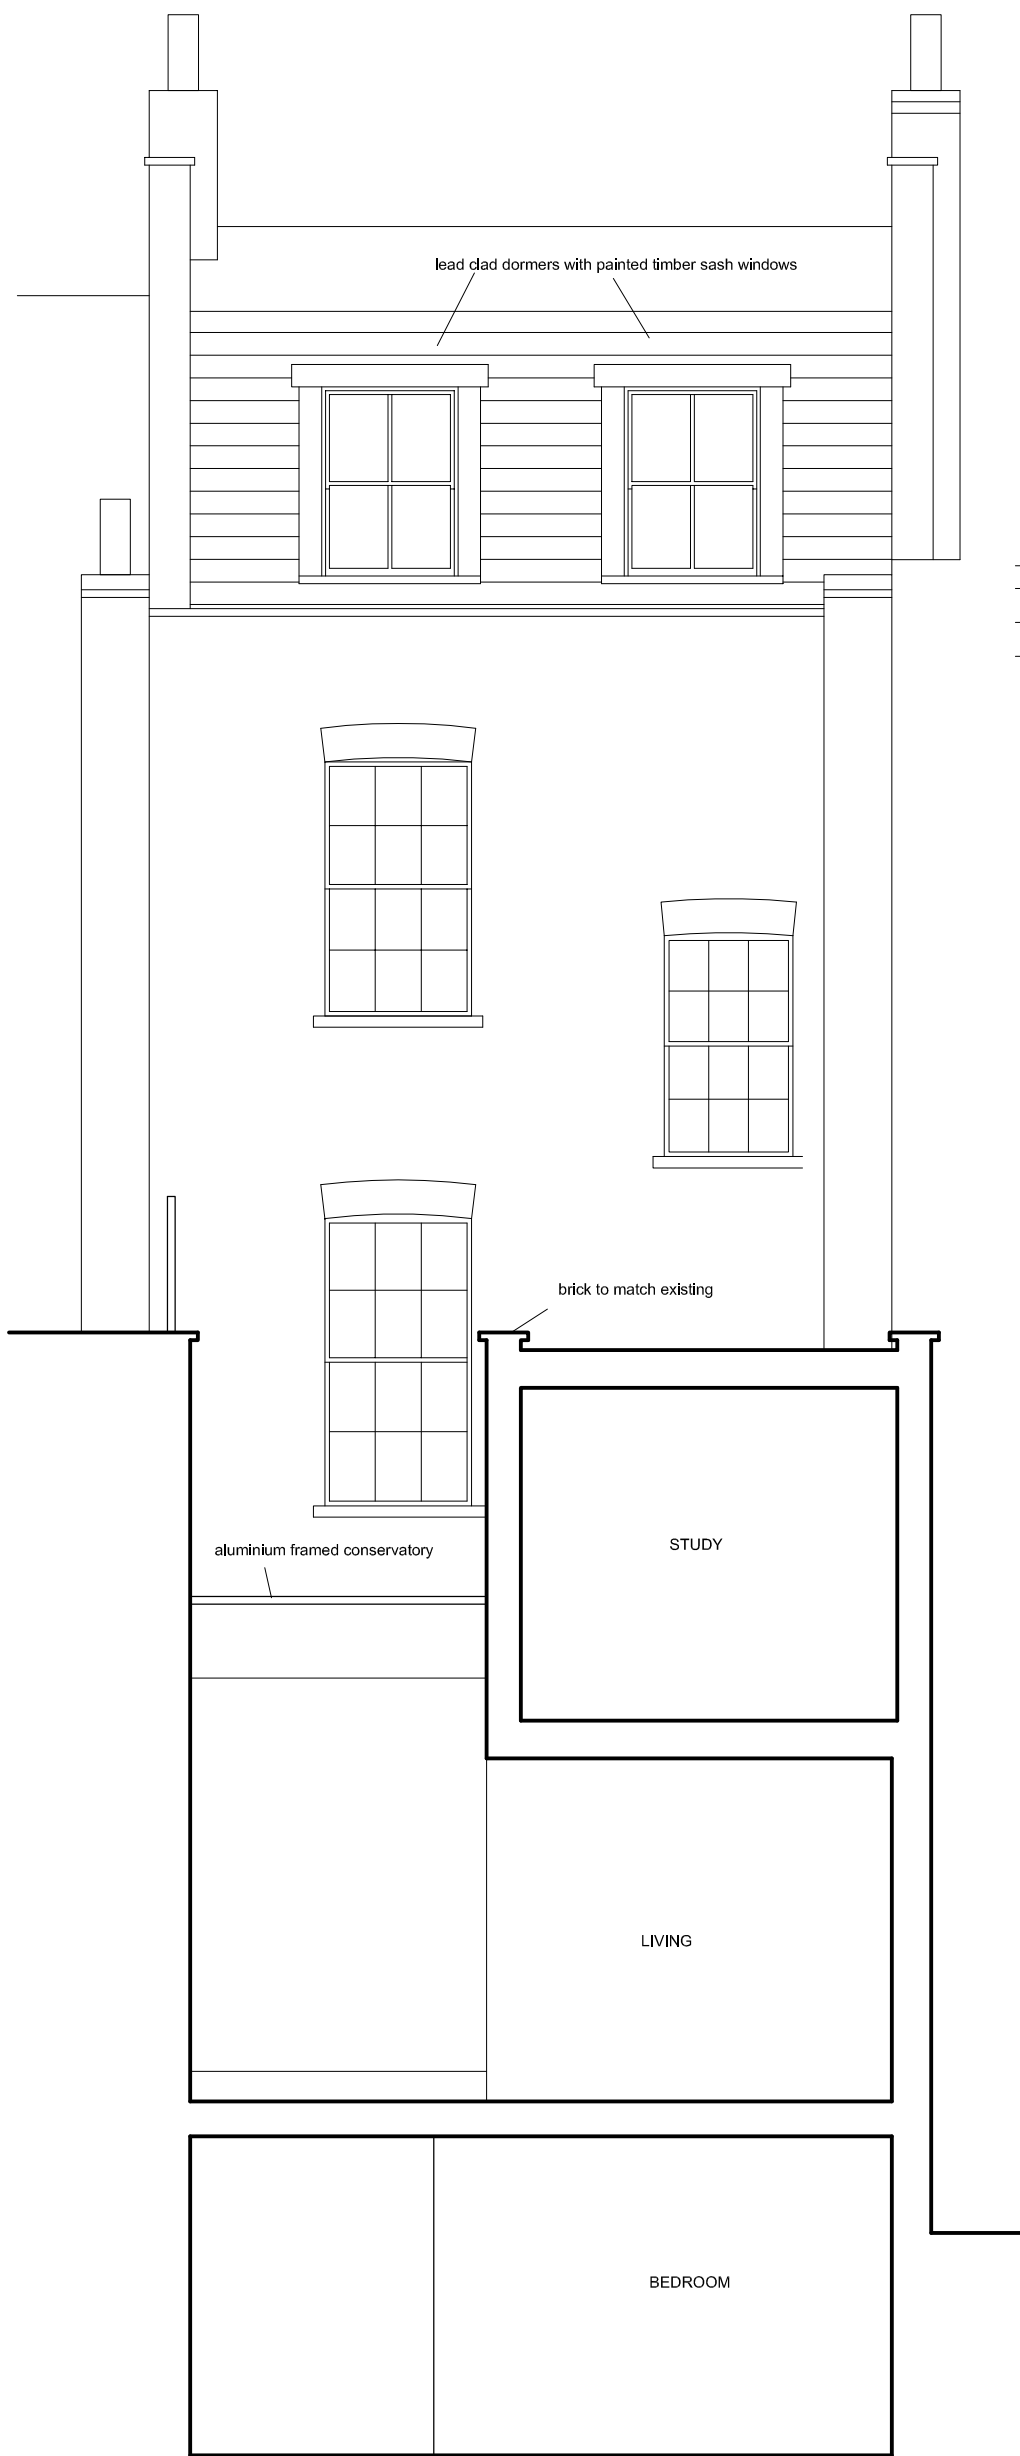 lead clad dormers with painted timber sash windows
brick to match existing
STUDY
aluminium framed conservatory
LIVING
BEDROOM